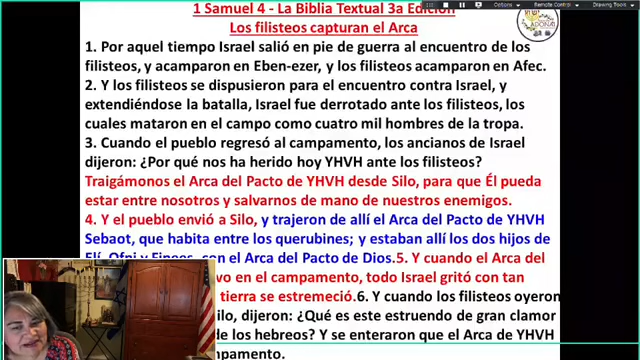 1 Samuel 4 - La Biblia Textual 3a Edición
Los filisteos capturan el Arca
Options
Remote Control
Drawing Tools
1. Por aquel tiempo Israel salió en pie de guerra al encuentro de los
filisteos, y acamparon en Eben-ezer, y los filisteos acamparon en Afec.
2. Y los filisteos se dispusieron para el encuentro contra Israel, y
extendiéndose la batalla, Israel fue derrotado ante los filisteos, los
cuales mataron en el campo como cuatro mil hombres de la tropa.
3. Cuando el pueblo regresó al campamento, los ancianos de Israel
dijeron: ¿Por qué nos ha herido hoy YHVH ante los filisteos?
Traigámonos el Arca del Pacto de YHVH desde Silo, para que Él pueda
estar entre nosotros y salvarnos de mano de nuestros enemigos.
4. Y el pueblo envió a Silo, y trajeron de allí el Arca del Pacto de YHVH
Sebaot, que habita entre los querubines; y estaban allí los dos hijos de
Elí, Ofni y Finees, con el Arca del Pacto de Dios.5. Y cuando el Arca del
vo en el campamento, todo Israel gritó con tan
tierra se estremeció.6. Y cuando los filisteos oyeron
ilo, dijeron: ¿Qué es este estruendo de gran clamor
de los hebreos? Y se enteraron que el Arca de YHVH
ampamento.